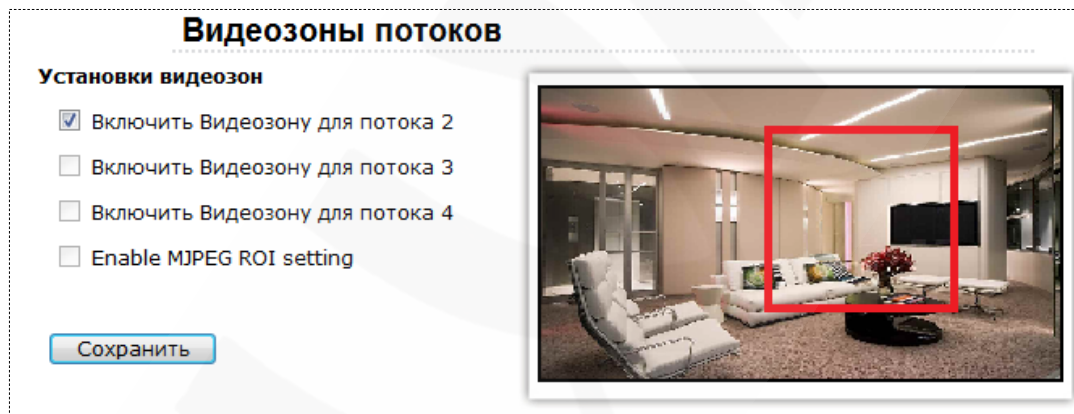 Видеозоны потоков
Установки видеозон
Включить Видеозону для потока 2
Включить Видеозону для потока 3
Включить Видеозону для потока 4
Enable MJPEG ROI setting
Сохранить